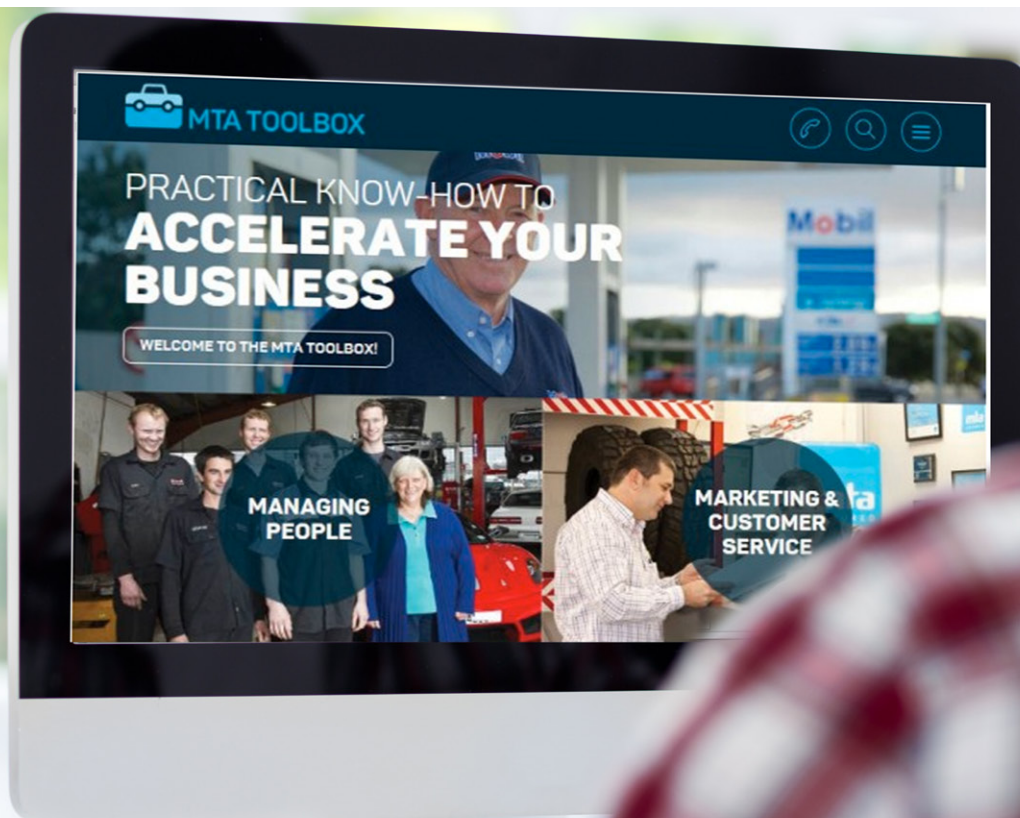 MTA TOOLBOX
PRACTICAL KNOW-HOW TO
ACCELERATE YOUR
BUSINESS
WELCOME TO THE MTA TOOLBOX!
Mobil
MANAGING
PEOPLE
MARKETING &
CUSTOMER
SERVICE